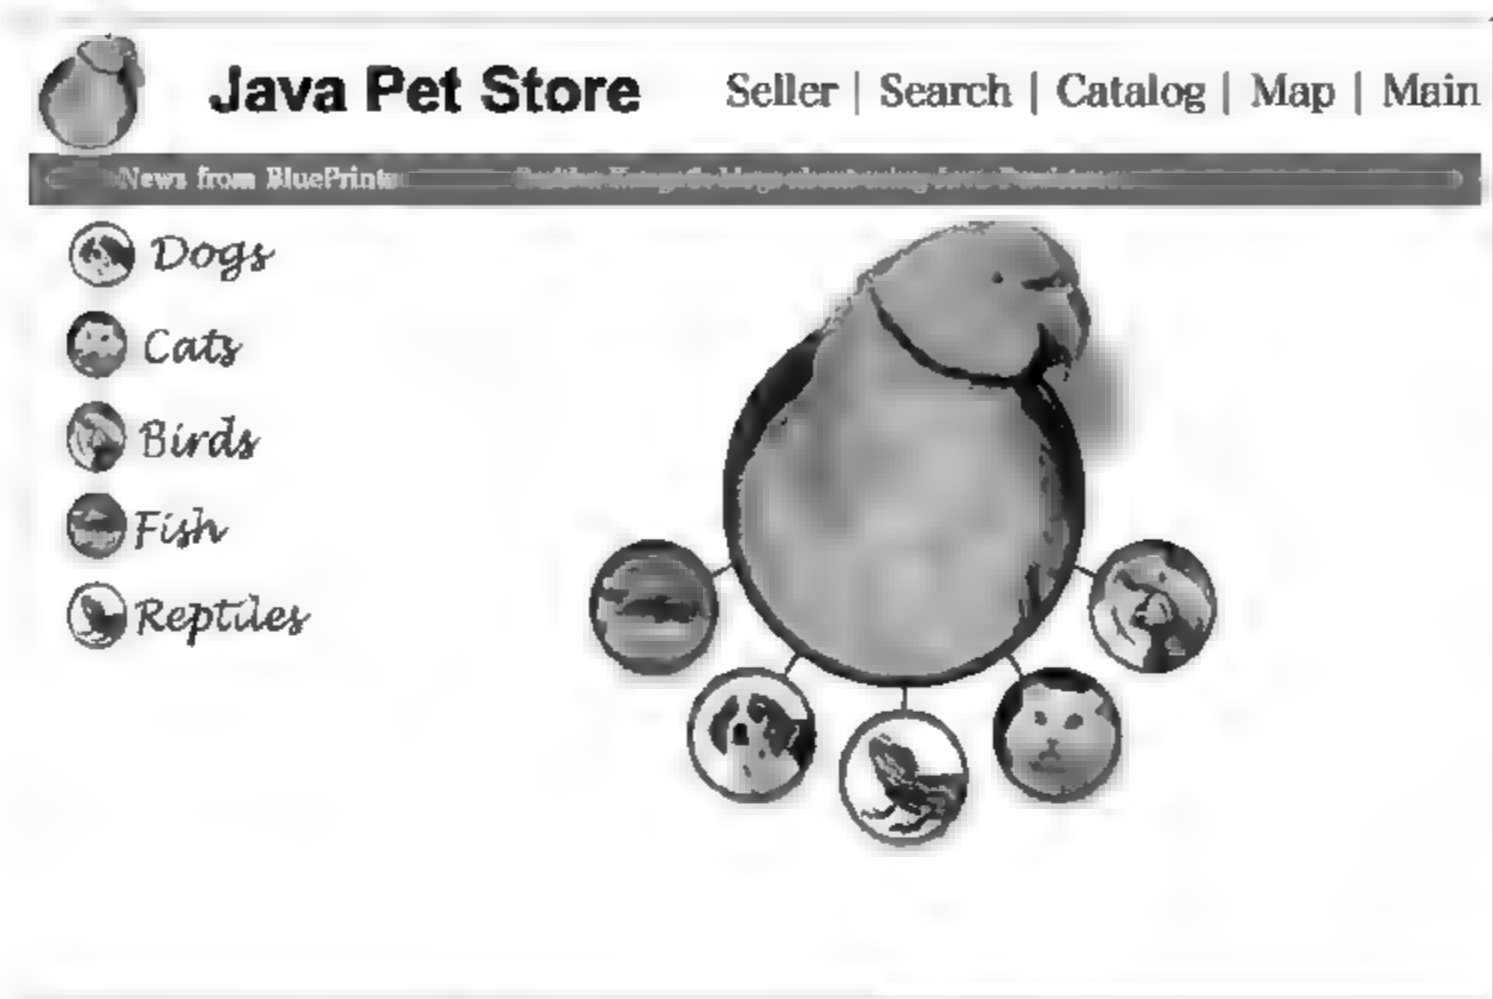 Java Pet Store
Seller | Search | Catalog | Map | Main
News from BluePrints
Dogs
Cats
Birds
Fish
Reptiles